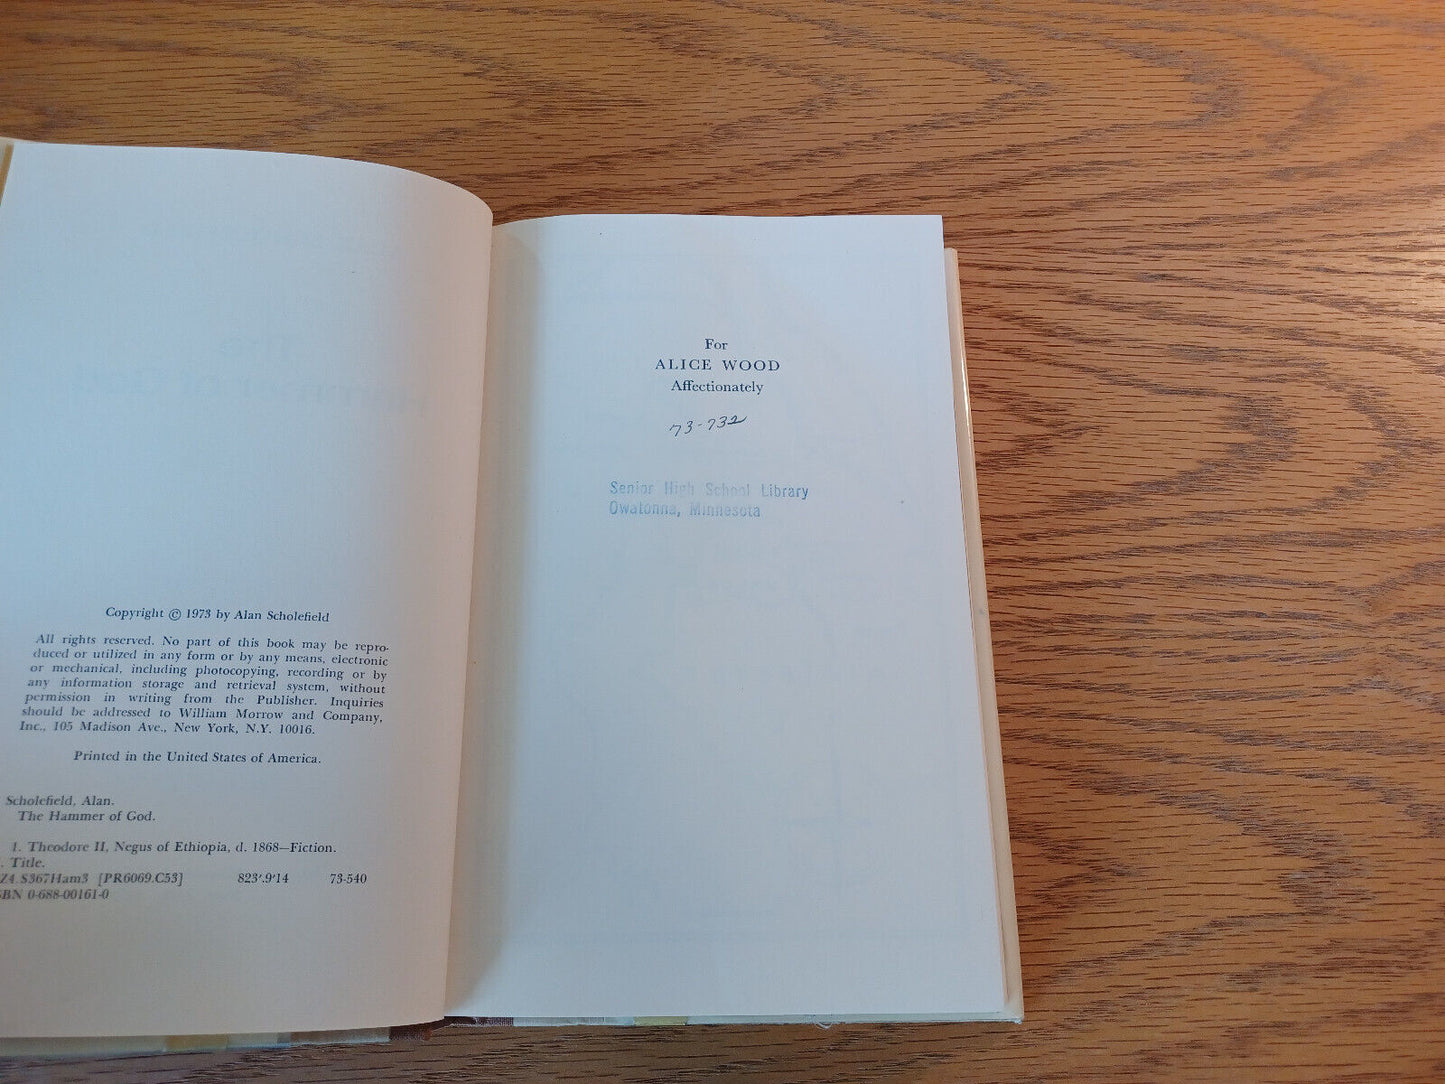 Copyright © 1973 by Alan Scholefield
All rights reserved. No part of this book may be repro-
duced or utilized in any form or by any means, electronic
or mechanical, including photocopying, recording or by
any information storage and retrieval system, without
permission in writing from the Publisher. Inquiries
should be addressed to William Morrow and Company,
Inc., 105 Madison Ave., New York, N.Y. 10016.
Printed in the United States of America.
Scholefield, Alan.
The Hammer of God.
1. Theodore II, Negus of Ethiopia, d. 1868—Fiction.
. Title.
Z4.S367Ham3 [PR6069.C53] 823'.9'14 73-540
SBN 0-688-00161-0
For
ALICE WOOD
Affectionately
73-732
Senior High School Library
Owatonna, Minnesota